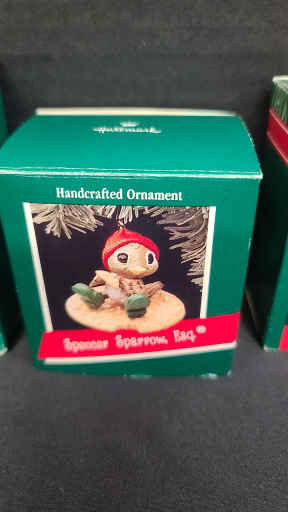 Hallmark
Handcrafted Ornament
Spencer Sparrow, Esq.®